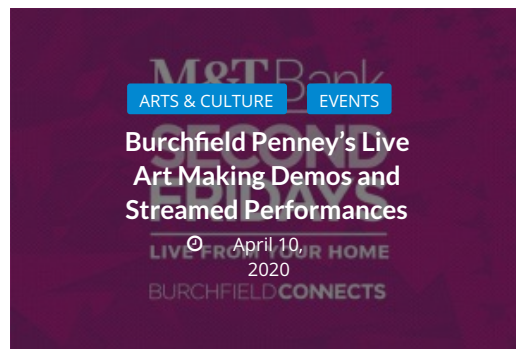 M&T Bank
ARTS & CULTURE EVENTS
SECOND
FRIDAYS
Burchfield Penney’s Live
Art Making Demos and
Streamed Performances
April 10,
2020
LIVE FROM YOUR HOME
BURCHFIELDCONNECTS